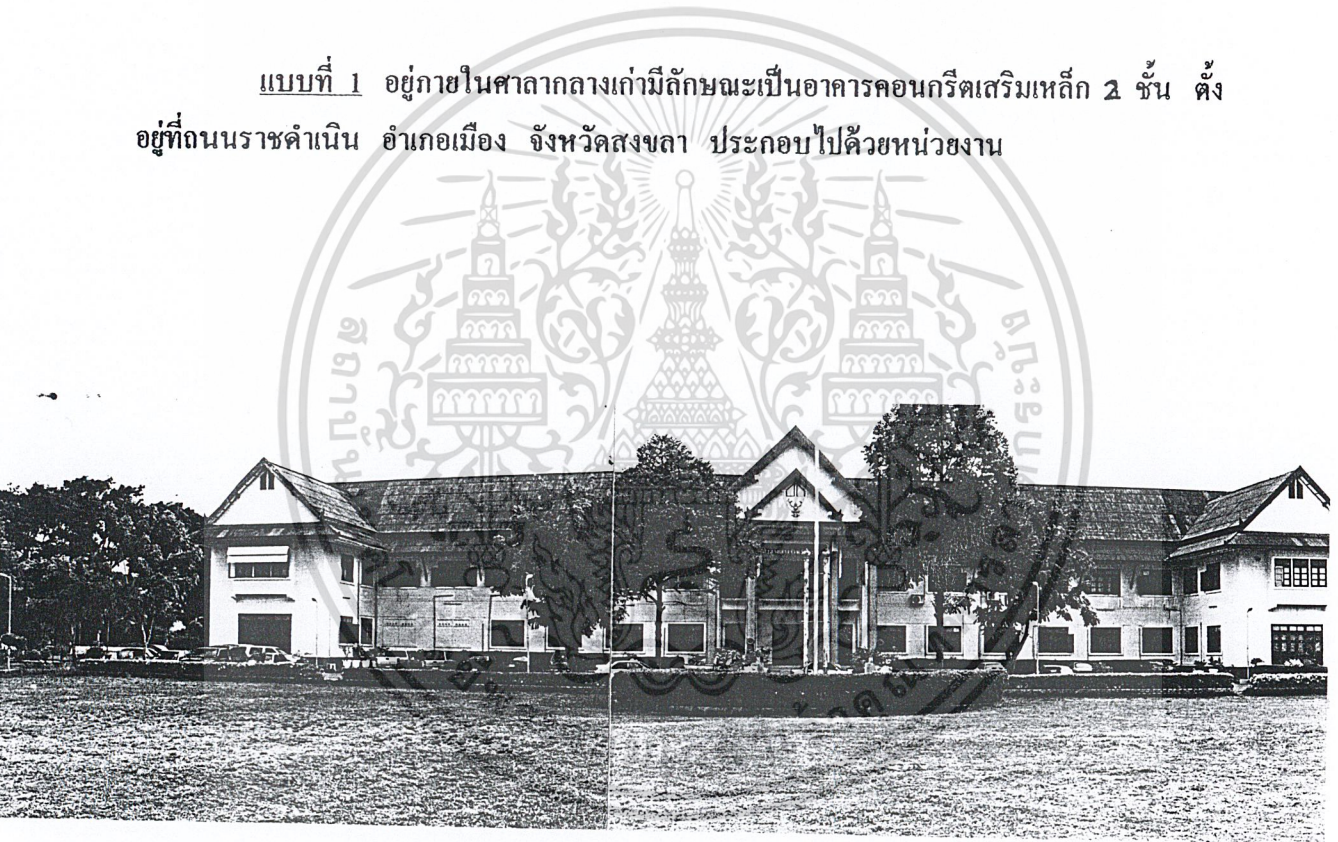 แบบที่ 1 อยู่ภายในศาลากลางเก่ามีลักษณะเป็นอาคารคอนกรีตเสริมเหล็ก 2 ชั้น ตั้ง
อยู่ที่ถนนราชดำเนิน อำเภอเมือง จังหวัดสงขลา ประกอบไปด้วยหน่วยงาน